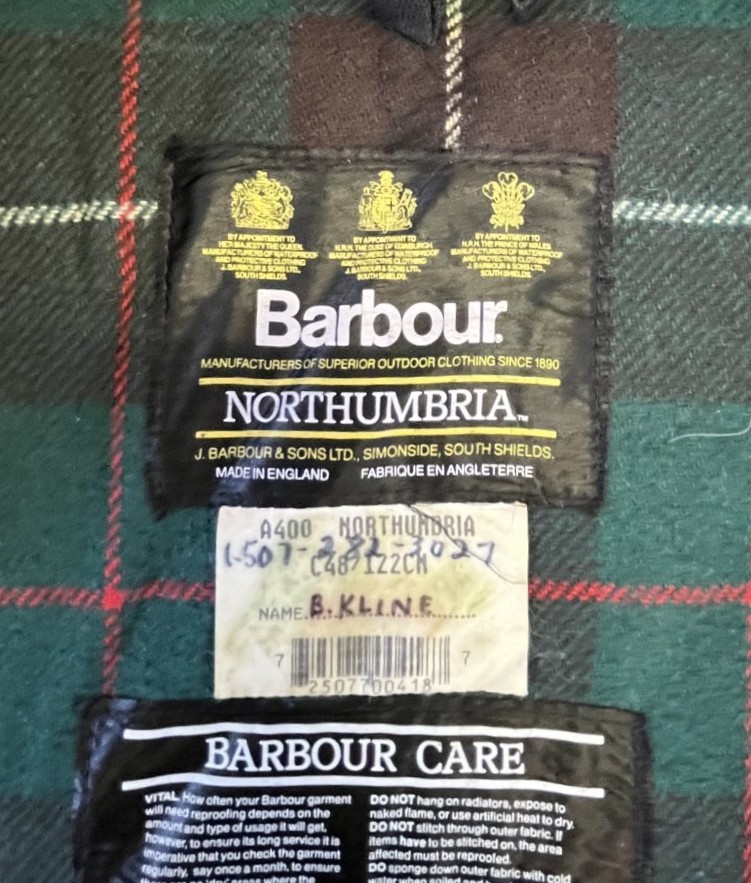 BY APPOINTMENT TO
HER MAJESTY THE QUEEN
MANUFACTURERS OF WATERPROOF
AND PROTECTIVE CLOTHING
J. BARBOUR & SONS LTD.,
SOUTH SHIELDS.
BY APPOINTMENT TO
H.R.H. THE DUKE OF EDINBURGH
MANUFACTURERS OF WATERPROOF
AND PROTECTIVE CLOTHING
J. BARBOUR & SONS LTD.,
SOUTH SHIELDS.
BY APPOINTMENT TO
H.R.H. THE PRINCE OF WALES
MANUFACTURERS OF WATERPROOF
AND PROTECTIVE CLOTHING
J. BARBOUR & SONS LTD.,
SOUTH SHIELDS.
Barbour®
MANUFACTURERS OF SUPERIOR OUTDOOR CLOTHING SINCE 1890
NORTHUMBRIA™
J. BARBOUR & SONS LTD., SIMONSIDE, SOUTH SHIELDS.
MADE IN ENGLAND FABRIQUE EN ANGLETERRE
A400 NORTHUMBRIA
1-507-282-3027
C48/122CM
NAME B. KLINE
7 7
2507700418
BARBOUR CARE
VITAL. How often your Barbour garment
will need reproofing depends on the
amount and type of usage it will get,
however, to ensure its long service it is
imperative that you check the garment
regularly, say once a month, to ensure
DO NOT hang on radiators, expose to
naked flame, or use artificial heat to dry.
DO NOT stitch through outer fabric. If
items have to be stitched on, the area
affected must be reproofed.
DO sponge down outer fabric with cold